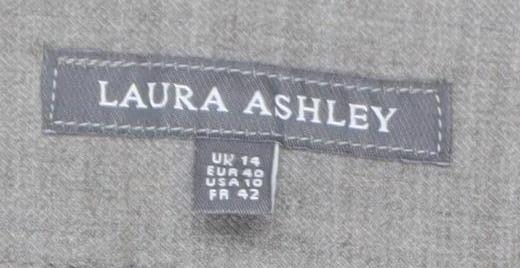 LAURA ASHLEY
UK 14
EUR 40
USA 10
FR 42